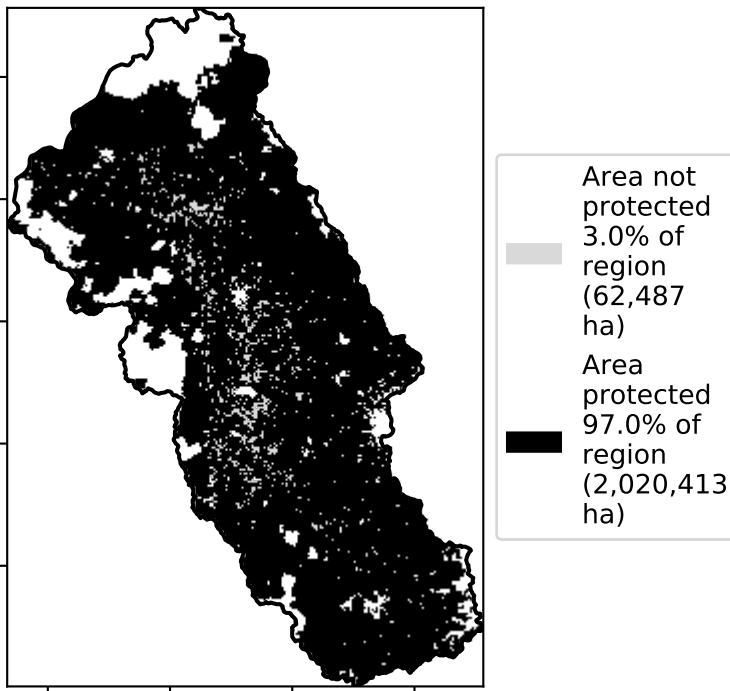 Area not
protected
3.0% of
region
(62,487
ha)
Area
protected
97.0% of
region
(2,020,413
ha)